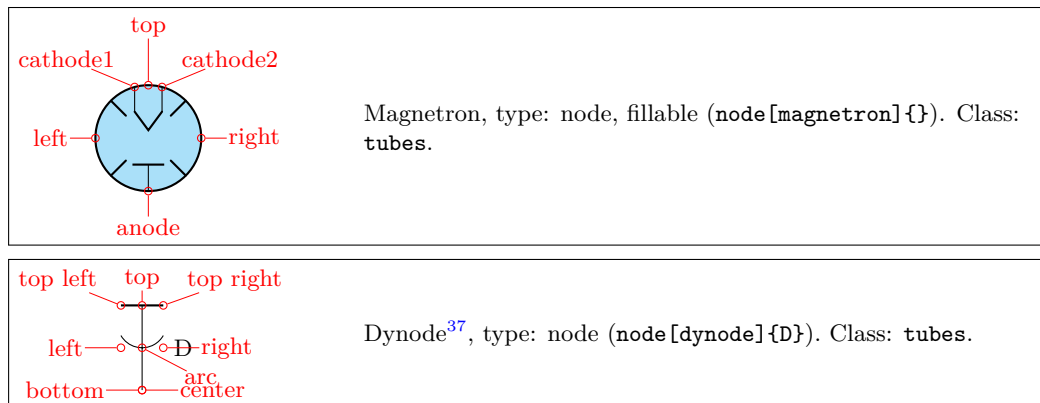 top
cathode1 cathode2
left right
anode
Magnetron, type: node, fillable (node[magnetron]{}). Class:
tubes.
top left top top right
left D right
arc
bottom center
Dynode37, type: node (node[dynode]{D}). Class: tubes.